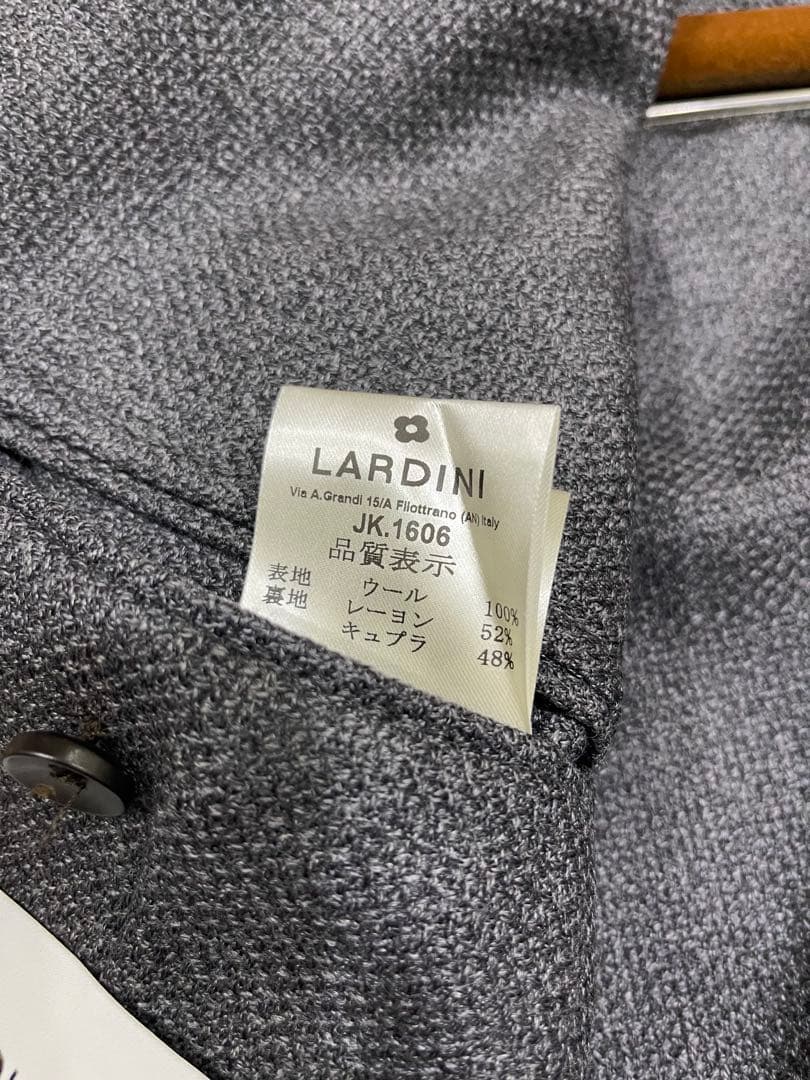 LARDINI
Via A.Grandi 15/A Filottrano (AN) Italy
JK.1606
品質表示
表地 ウール 100%
裏地 レーヨン 52%
キュプラ 48%